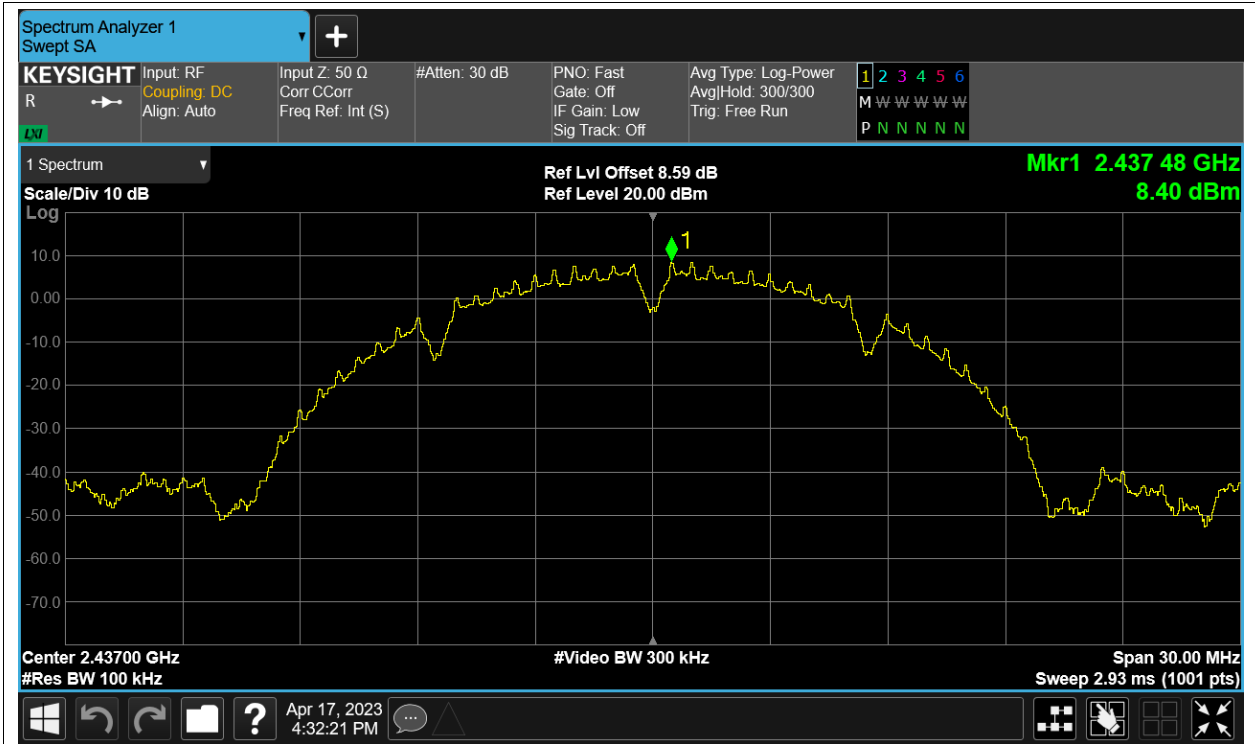 Spectrum Analyzer 1
Swept SA
KEYSIGHT
R
LXI
Input: RF
Coupling: DC
Align: Auto
Input Z: 50 Ω
Corr CCorr
Freq Ref: Int (S)
#Atten: 30 dB
PNO: Fast
Gate: Off
IF Gain: Low
Sig Track: Off
Avg Type: Log-Power
Avg|Hold: 300/300
Trig: Free Run
1 2 3 4 5 6
M W W W W W
P N N N N N
1 Spectrum
Scale/Div 10 dB
Ref Lvl Offset 8.59 dB
Ref Level 20.00 dBm
Mkr1 2.437 48 GHz
8.40 dBm
Log
1
10.0
0.00
-10.0
-20.0
-30.0
-40.0
-50.0
-60.0
-70.0
Center 2.43700 GHz
#Res BW 100 kHz
#Video BW 300 kHz
Span 30.00 MHz
Sweep 2.93 ms (1001 pts)
?
Apr 17, 2023
4:32:21 PM